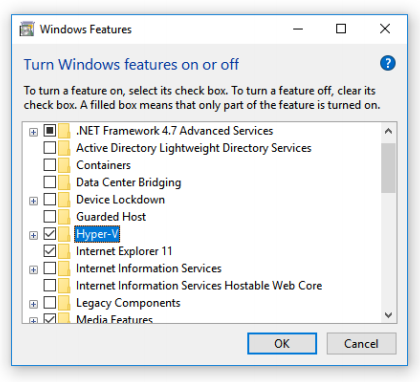 Windows Features
Turn Windows features on or off
To turn a feature on, select its check box. To turn a feature off, clear its
check box. A filled box means that only part of the feature is turned on.
.NET Framework 4.7 Advanced Services
Active Directory Lightweight Directory Services
Containers
Data Center Bridging
Device Lockdown
Guarded Host
Hyper-V
Internet Explorer 11
Internet Information Services
Internet Information Services Hostable Web Core
Legacy Components
Media Features
OK
Cancel